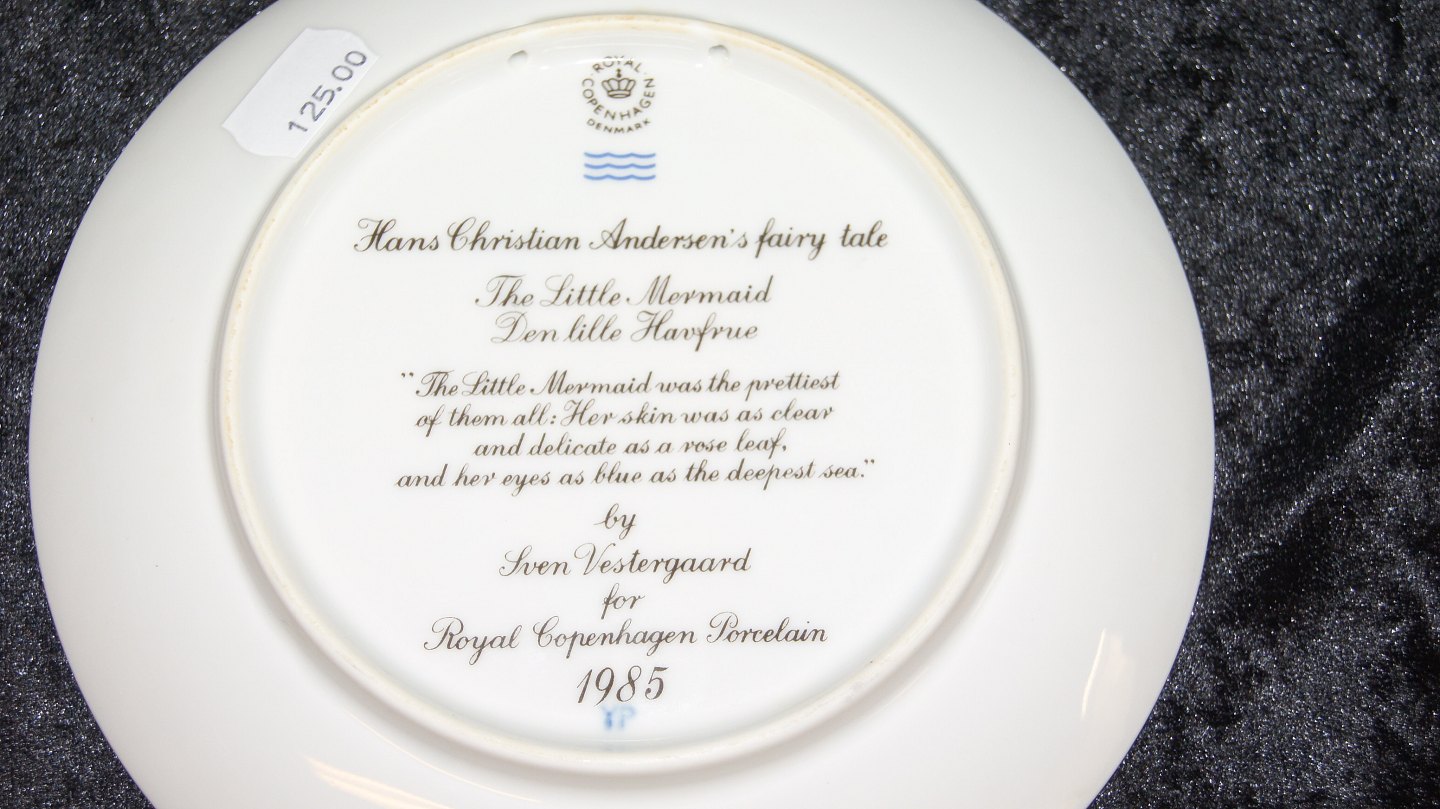 125.00
ROYAL
COPENHAGEN
DENMARK
Hans Christian Andersen's fairy tale
The Little Mermaid
Den lille Havfrue
"The Little Mermaid was the prettiest
of them all: Her skin was as clear
and delicate as a rose leaf,
and her eyes as blue as the deepest sea."
by
Sven Vestergaard
for
Royal Copenhagen Porcelain
1985